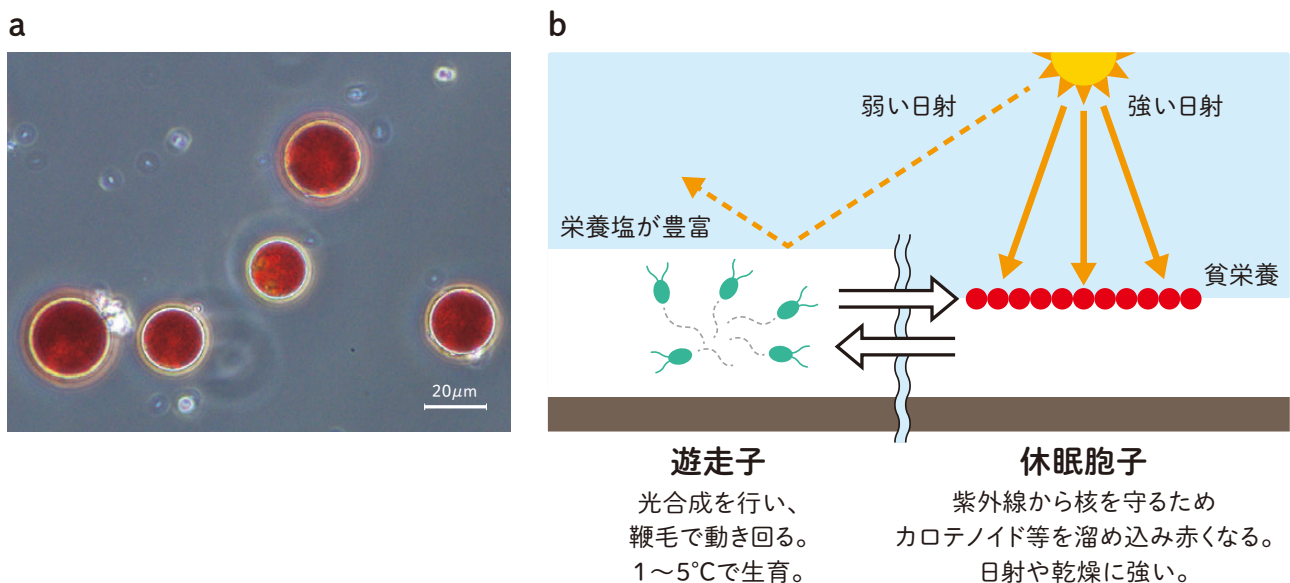 a
20μm
b
弱い日射
強い日射
栄養塩が豊富
貧栄養
遊走子
光合成を行い、
鞭毛で動き回る。
1〜5℃で生育。
休眠胞子
紫外線から核を守るため
カロテノイド等を溜め込み赤くなる。
日射や乾燥に強い。